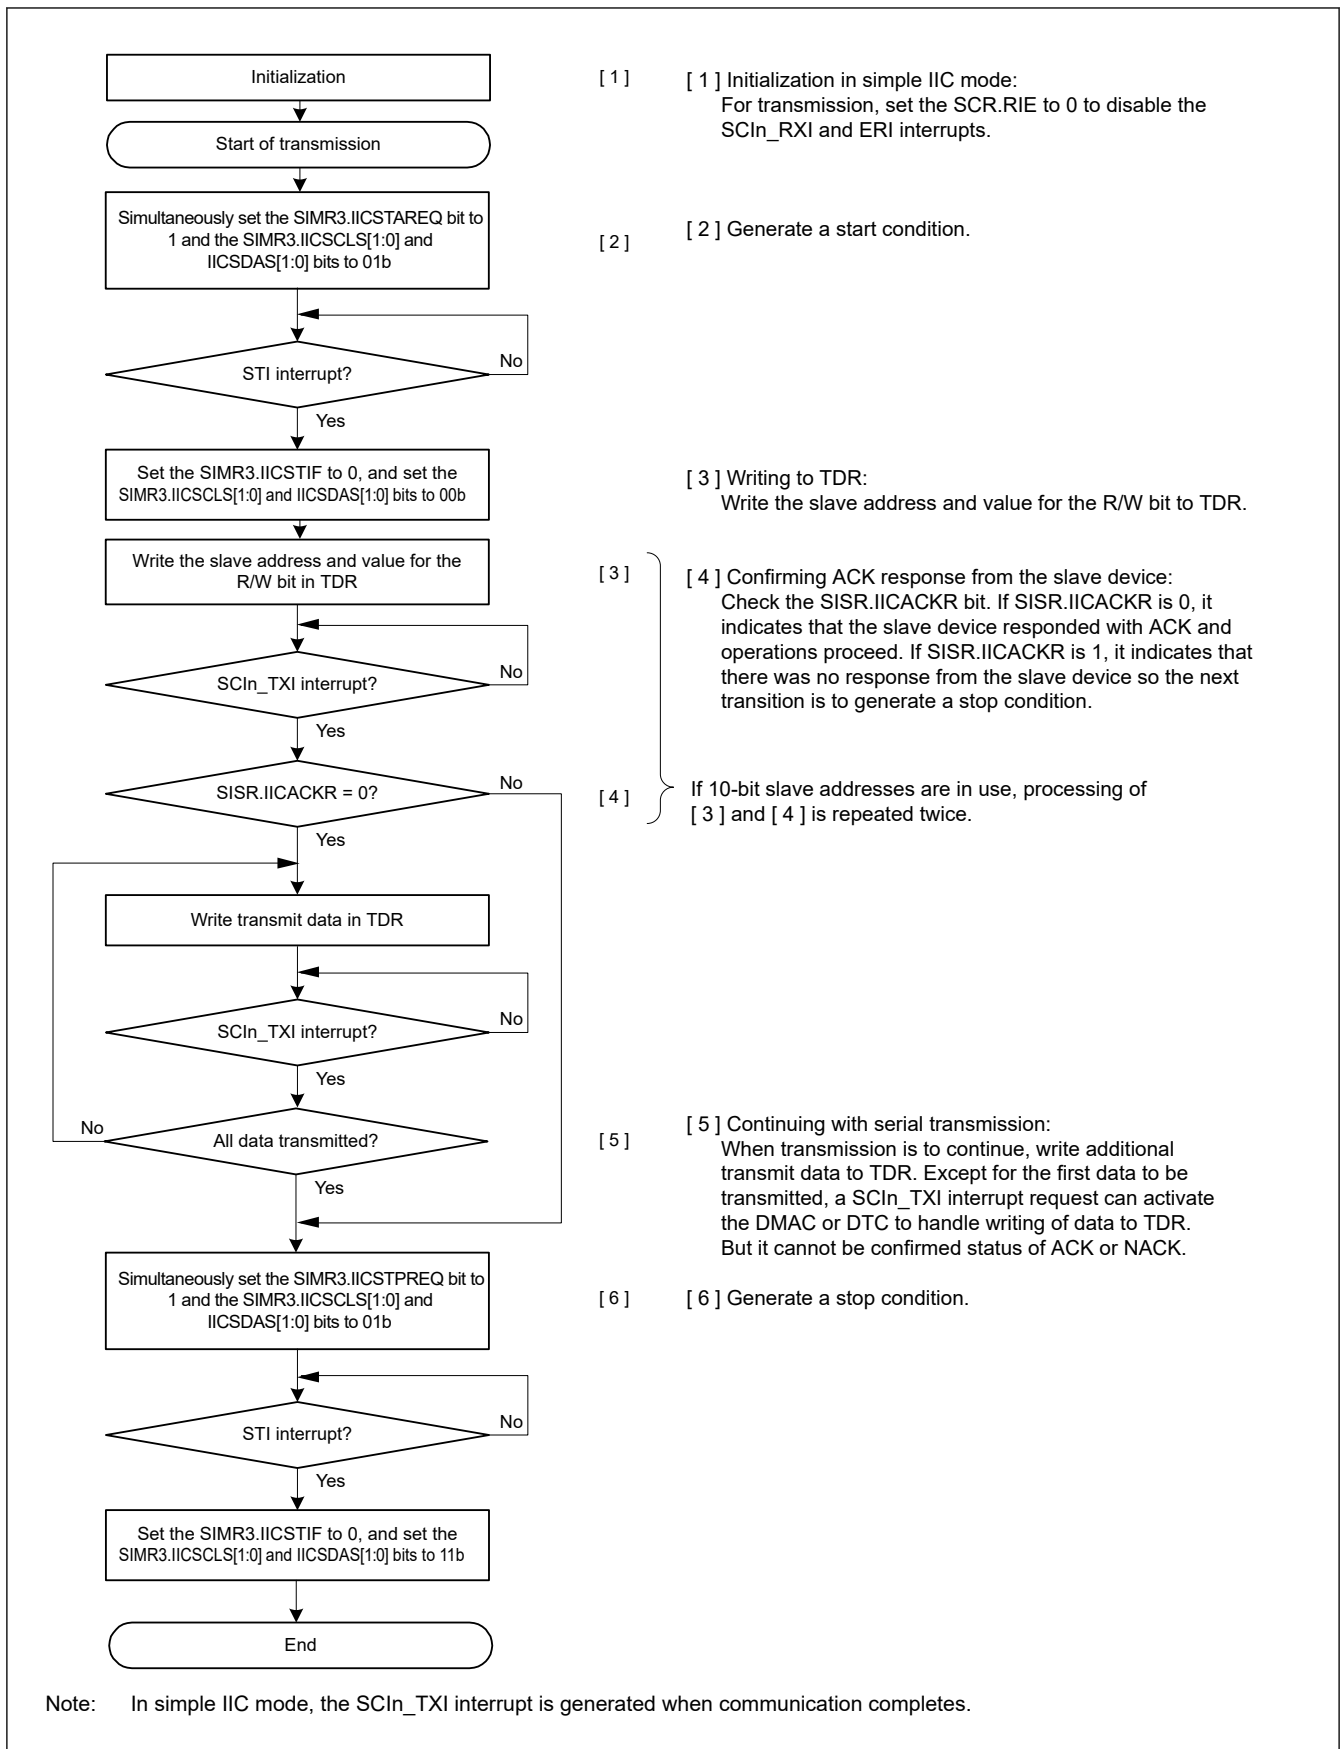 Initialization
[ 1 ]
[ 1 ] Initialization in simple IIC mode:
For transmission, set the SCR.RIE to 0 to disable the
SCIn_RXI and ERI interrupts.
Start of transmission
Simultaneously set the SIMR3.IICSTAREQ bit to
1 and the SIMR3.IICSCLS[1:0] and
IICSDAS[1:0] bits to 01b
[ 2 ]
[ 2 ] Generate a start condition.
STI interrupt?
No
Yes
Set the SIMR3.IICSTIF to 0, and set the
SIMR3.IICSCLS[1:0] and IICSDAS[1:0] bits to 00b
[ 3 ] Writing to TDR:
Write the slave address and value for the R/W bit to TDR.
Write the slave address and value for the
R/W bit in TDR
[ 3 ]
[ 4 ] Confirming ACK response from the slave device:
Check the SISR.IICACKR bit. If SISR.IICACKR is 0, it
indicates that the slave device responded with ACK and
operations proceed. If SISR.IICACKR is 1, it indicates that
there was no response from the slave device so the next
transition is to generate a stop condition.
SCIn_TXI interrupt?
No
Yes
SISR.IICACKR = 0?
No
[ 4 ]
If 10-bit slave addresses are in use, processing of
[ 3 ] and [ 4 ] is repeated twice.
Yes
Write transmit data in TDR
SCIn_TXI interrupt?
No
Yes
No
All data transmitted?
[ 5 ]
[ 5 ] Continuing with serial transmission:
When transmission is to continue, write additional
transmit data to TDR. Except for the first data to be
transmitted, a SCIn_TXI interrupt request can activate
the DMAC or DTC to handle writing of data to TDR.
But it cannot be confirmed status of ACK or NACK.
Yes
Simultaneously set the SIMR3.IICSTPREQ bit to
1 and the SIMR3.IICSCLS[1:0] and
IICSDAS[1:0] bits to 01b
[ 6 ]
[ 6 ] Generate a stop condition.
STI interrupt?
No
Yes
Set the SIMR3.IICSTIF to 0, and set the
SIMR3.IICSCLS[1:0] and IICSDAS[1:0] bits to 11b
End
Note: In simple IIC mode, the SCIn_TXI interrupt is generated when communication completes.